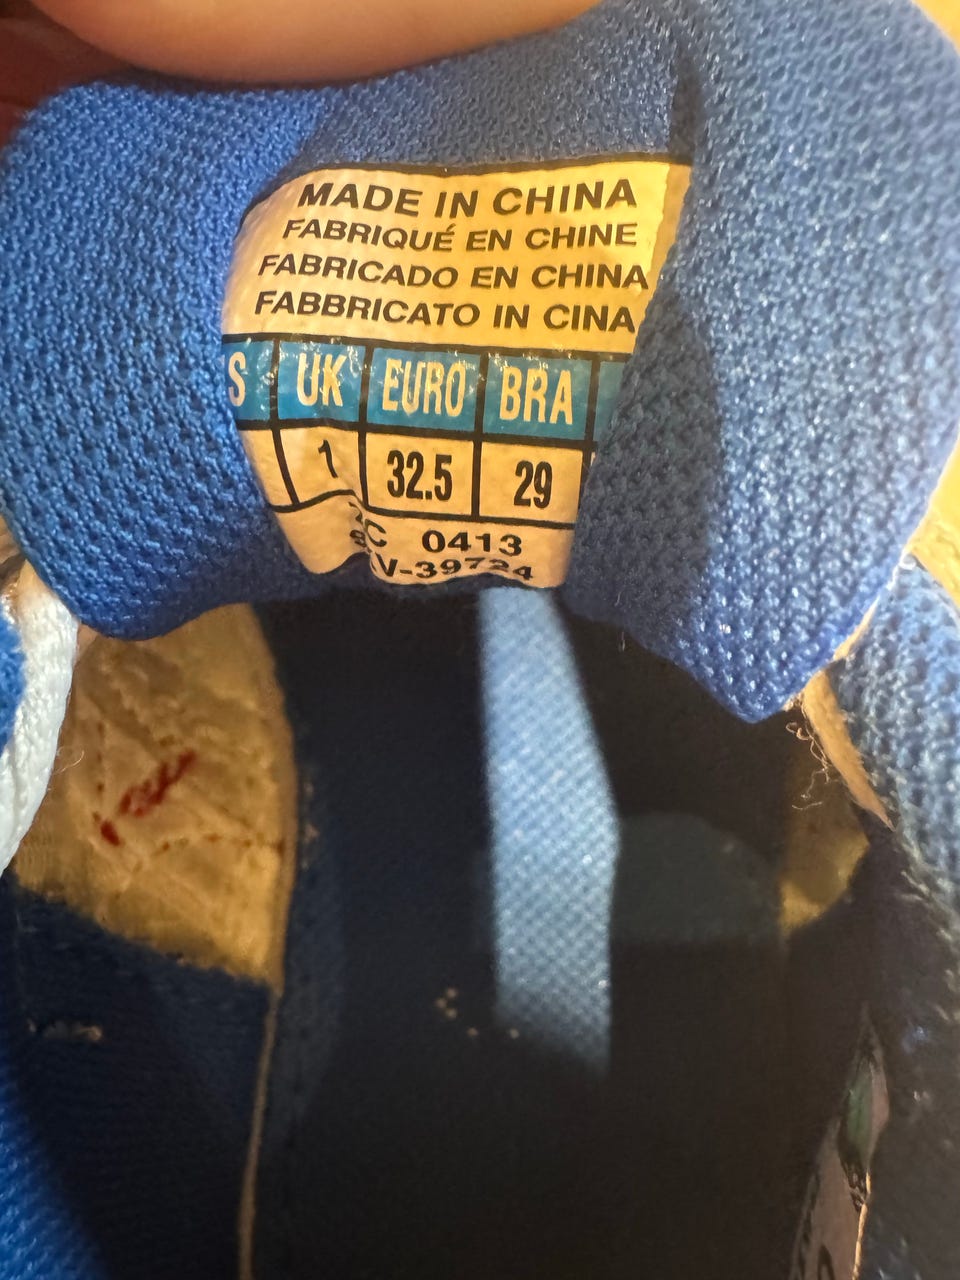 MADE IN CHINA
FABRIQUÉ EN CHINE
FABRICADO EN CHINA
FABBRICATO IN CINA
S UK EURO BRA
1 32.5 29
C 0413
V-39724